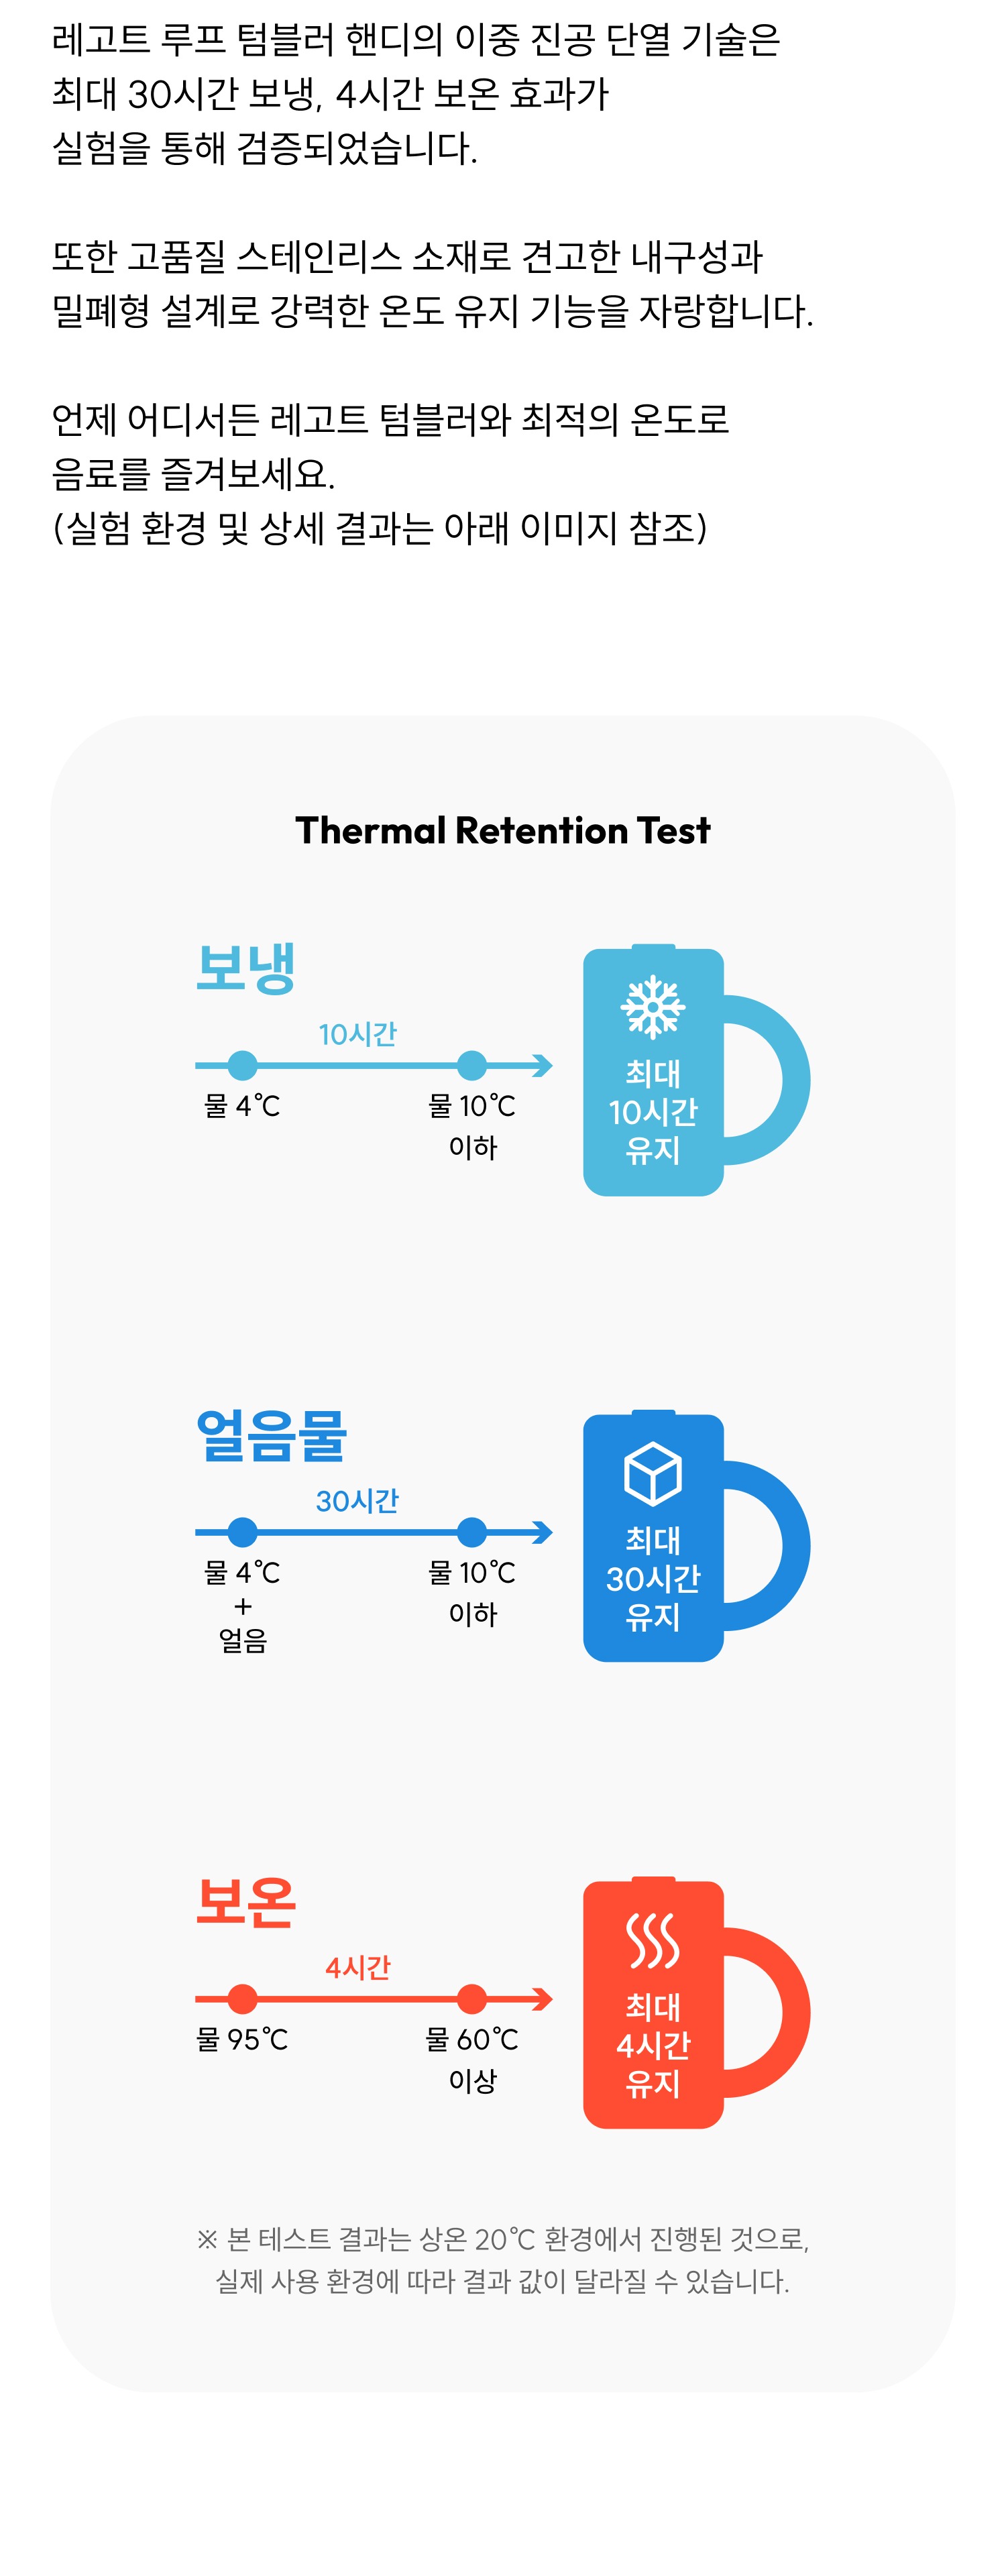 레고트 루프 텀블러 핸디의 이중 진공 단열 기술은
최대 30시간 보냉, 4시간 보온 효과가
실험을 통해 검증되었습니다.
또한 고품질 스테인리스 소재로 견고한 내구성과
밀폐형 설계로 강력한 온도 유지 기능을 자랑합니다.
언제 어디서든 레고트 텀블러와 최적의 온도로
음료를 즐겨보세요.
(실험 환경 및 상세 결과는 아래 이미지 참조)
Thermal Retention Test
보냉
10시간
물 4℃
물 10℃
이하
최대
10시간
유지
얼음물
30시간
물 4℃
+
얼음
물 10℃
이하
최대
30시간
유지
보온
4시간
물 95℃
물 60℃
이상
최대
4시간
유지
※ 본 테스트 결과는 상온 20℃ 환경에서 진행된 것으로,
실제 사용 환경에 따라 결과 값이 달라질 수 있습니다.